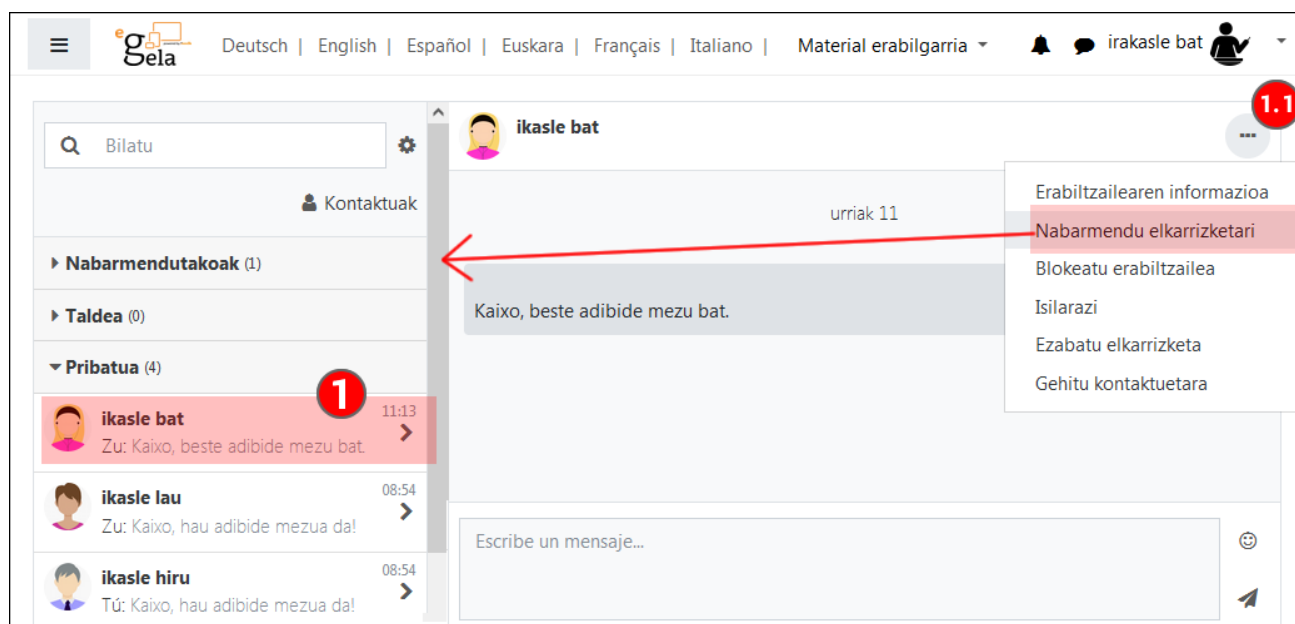 eGela Deutsch | English | Español | Euskara | Français | Italiano | Material erabilgarria irakasle bat
1.1
Bilatu
Kontaktuak
Nabarmendutakoak (1)
Taldea (0)
Pribatua (4)
1
ikasle bat 11:13
Zu: Kaixo, beste adibide mezu bat.
ikasle lau 08:54
Zu: Kaixo, hau adibide mezua da!
ikasle hiru 08:54
Tú: Kaixo, hau adibide mezua da!
ikasle bat
urriak 11
Kaixo, beste adibide mezu bat.
Erabiltzailearen informazioa
Nabarmendu elkarrizketari
Blokeatu erabiltzailea
Isilarazi
Ezabatu elkarrizketa
Gehitu kontaktuetara
Escribe un mensaje...